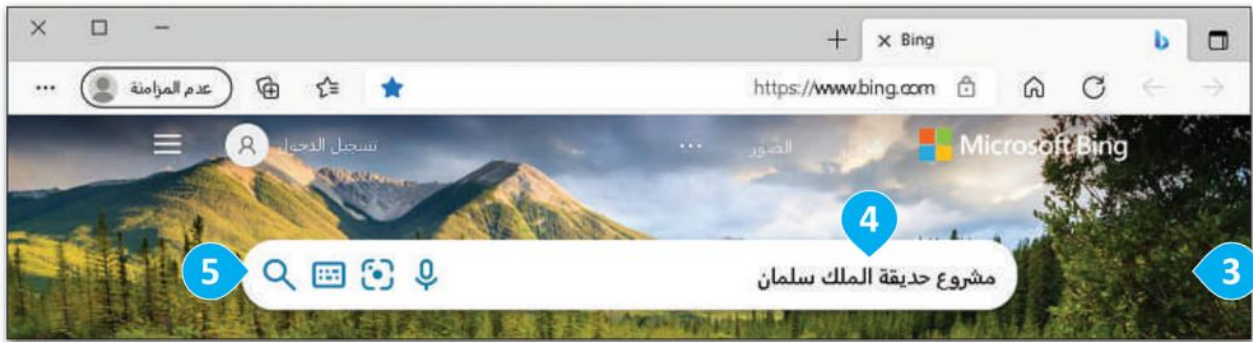 Bing
عدم المزامنة
https://www.bing.com
Microsoft Bing
الصور
...
تسجيل الدخول
4
مشروع حديقة الملك سلمان
5
3